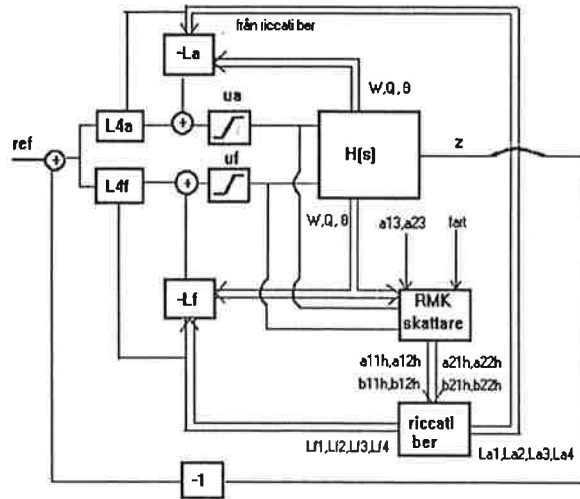 från riccati ber
-La
W,Q,θ
ua
L4a
+
ref
+
H(s)
z
uf
L4f
+
W,Q,θ
a13,a23
fart
-Lf
RMK
skattare
a11h,a12h
a21h,a22h
b11h,b12h
b21h,b22h
riccati
ber
Lf1,Lf2,Lf3,Lf4
La1,La2,La3,La4
-1